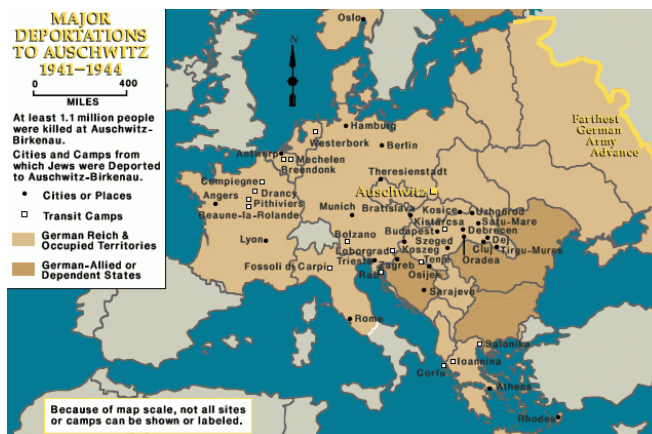 MAJOR
DEPORTATIONS
TO AUSCHWITZ
1941–1944
0 400
MILES
At least 1.1 million people
were killed at Auschwitz-
Birkenau.
Cities and Camps from
which Jews were Deported
to Auschwitz-Birkenau.
Cities or Places
Transit Camps
German Reich &
Occupied Territories
German-Allied or
Dependent States
Oslo
N
Farthest
German
Army
Advance
Hamburg
Westerbork
Berlin
Antwerp
Mechelen
Breendonk
Theresienstadt
Compiegne
Drancy
Angers
Pithiviers
Beaune-la-Rolande
Auschwitz
Munich
Bratislava
Kosice
Uzhgorod
Kistarcsa
Satu-Mare
Budapest
Debrecen
Lyon
Bolzano
Szeged
Dej
Cluj
Tirgu-Mures
Loborgrad
Koszeg
Oradea
Fossoli di Carpi
Trieste
Zagreb
Tenje
Rab
Osijek
Sarajevo
Rome
Salonika
Ioannina
Corfu
Athens
Rhodes
Because of map scale, not all sites
or camps can be shown or labeled.